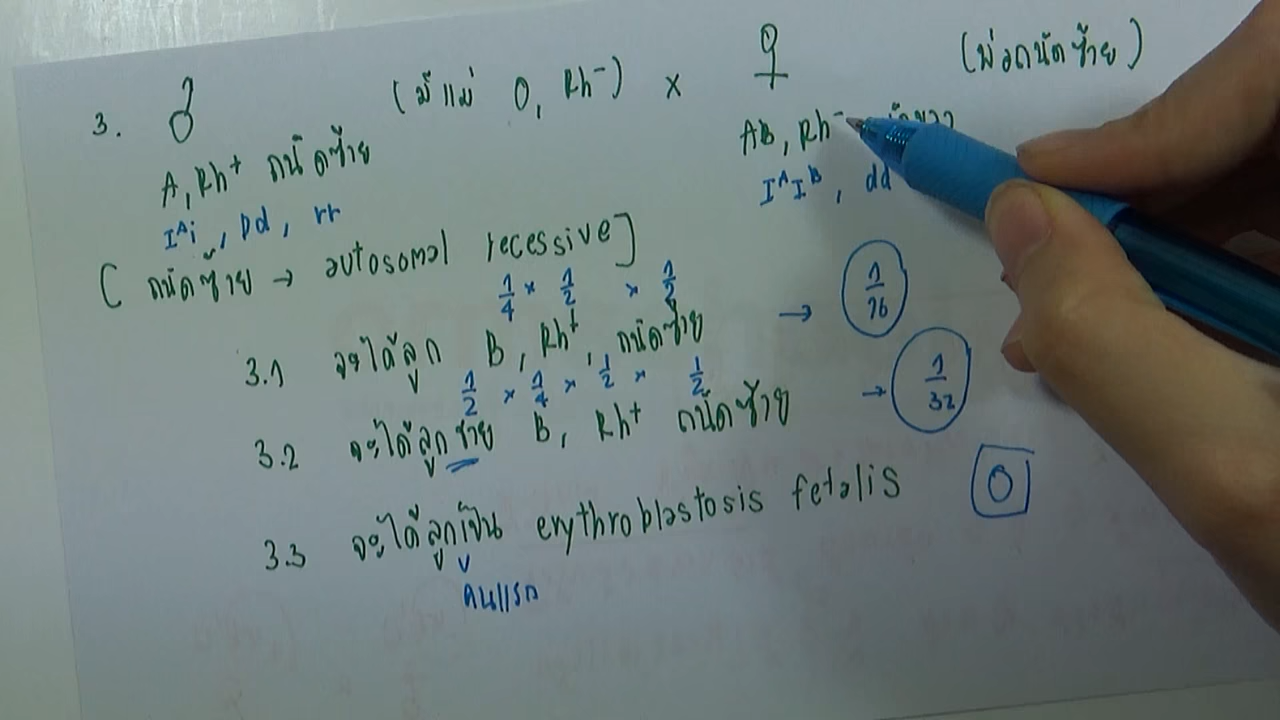 3. ♂ (มีแม่ O, Rh⁻) × ♀ (พ่อถนัดซ้าย)
A, Rh⁺ ถนัดซ้าย AB, Rh⁻
Iᴬi, Dd, rr IᴬIᴮ, dd
[ ถนัดซ้าย → autosomal recessive ]
1/4 × 1/2 × 1/2
3.1 จะได้ลูก B, Rh⁺, ถนัดซ้าย → 1/16
1/2 × 1/4 × 1/2 × 1/2
3.2 จะได้ลูกชาย B, Rh⁺ ถนัดซ้าย → 1/32
3.3 จะได้ลูกเป็น erythroblastosis fetalis 0
คนแรก